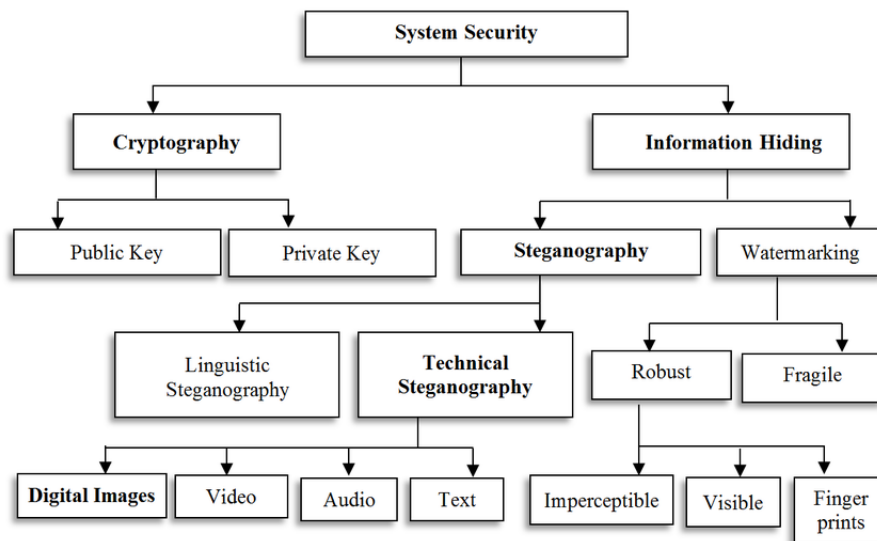 System Security
Cryptography
Information Hiding
Public Key
Private Key
Steganography
Watermarking
Linguistic
Steganography
Technical
Steganography
Robust
Fragile
Digital Images
Video
Audio
Text
Imperceptible
Visible
Finger
prints